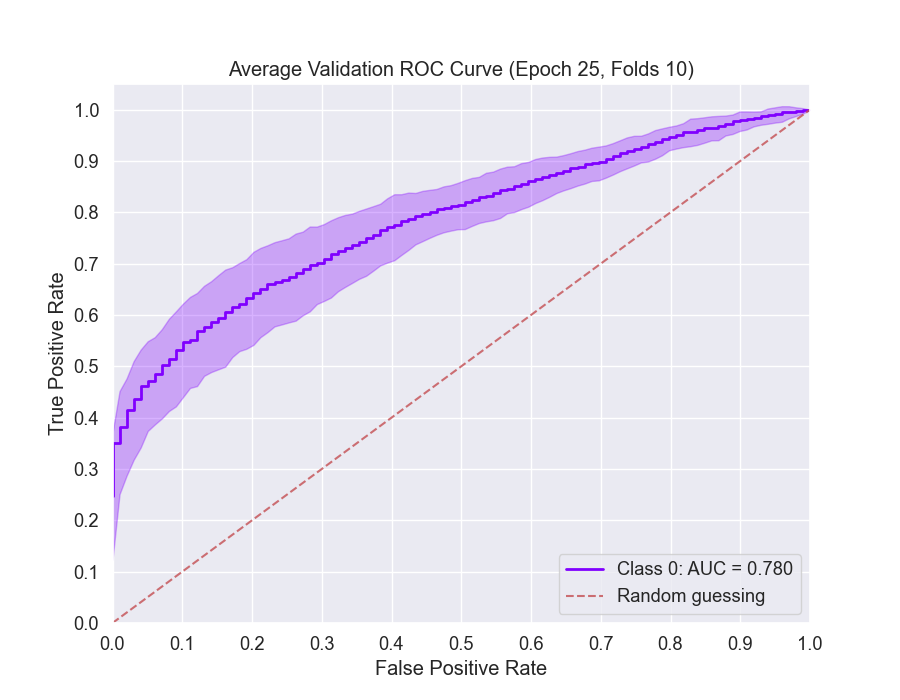 Average Validation ROC Curve (Epoch 25, Folds 10)
True Positive Rate
1.0
0.9
0.8
0.7
0.6
0.5
0.4
0.3
0.2
0.1
0.0
Class 0: AUC = 0.780
Random guessing
0.0 0.1 0.2 0.3 0.4 0.5 0.6 0.7 0.8 0.9 1.0
False Positive Rate